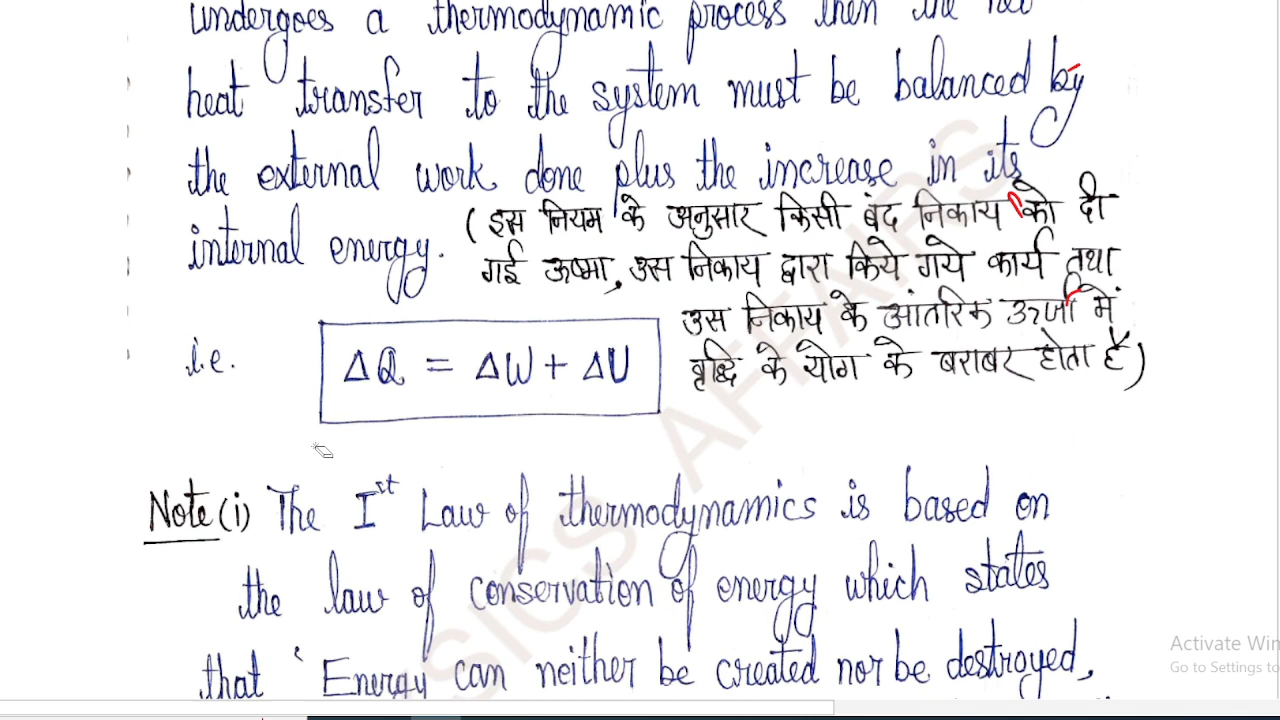 undergoes a thermodynamic process then the net
heat transfer to the system must be balanced by
the external work done plus the increase in its
internal energy. (इस नियम के अनुसार किसी बंद निकाय को दी
गई ऊष्मा, उस निकाय द्वारा किये गये कार्य तथा
उस निकाय के आंतरिक ऊर्जा में
वृद्धि के योग के बराबर होता है)
i.e. ΔQ = ΔW + ΔU
Note (i) The Ist Law of thermodynamics is based on
the law of conservation of energy which states
that ‘Energy can neither be created nor be destroyed,
SICS AFFAIRS
Activate Win
Go to Settings to